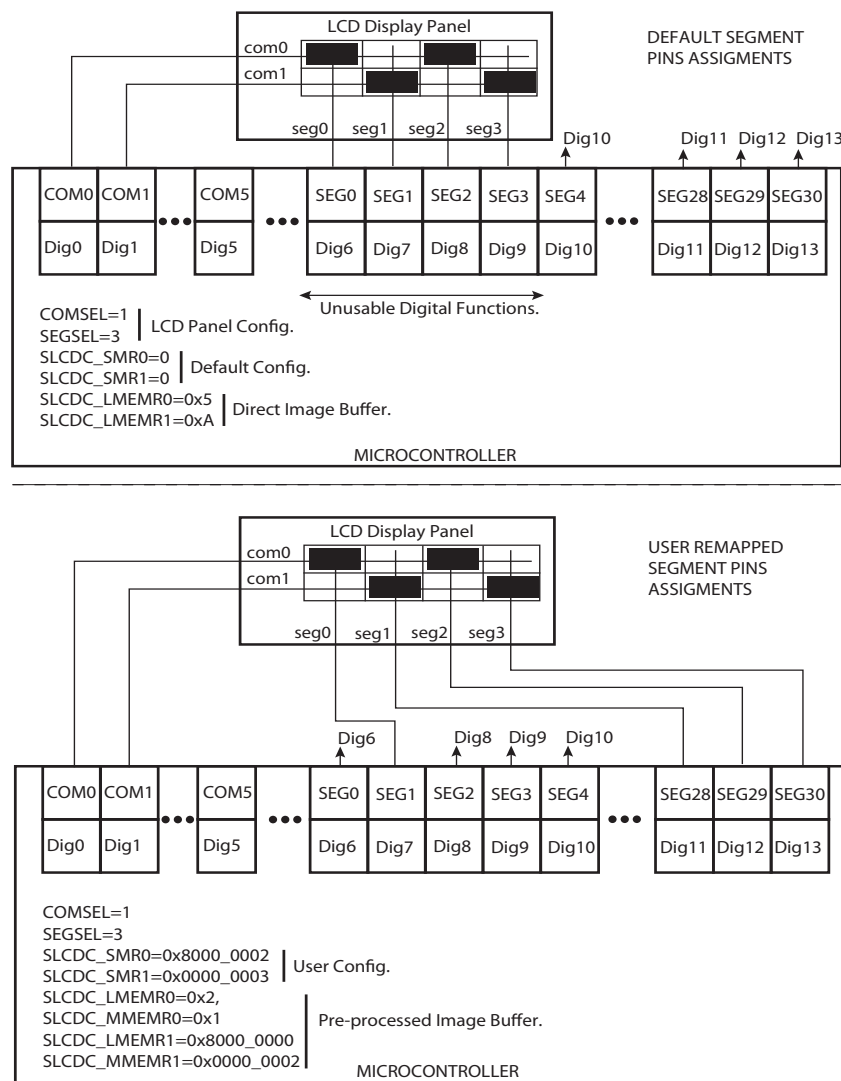 LCD Display Panel
DEFAULT SEGMENT
PINS ASSIGMENTS
com0
com1
seg0 seg1 seg2 seg3
Dig10 Dig11 Dig12 Dig13
COM0 COM1 COM5 SEG0 SEG1 SEG2 SEG3 SEG4 SEG28 SEG29 SEG30
Dig0 Dig1 Dig5 Dig6 Dig7 Dig8 Dig9 Dig10 Dig11 Dig12 Dig13
Unusable Digital Functions.
COMSEL=1
SEGSEL=3
LCD Panel Config.
SLCDC_SMR0=0
SLCDC_SMR1=0
Default Config.
SLCDC_LMEMR0=0x5
SLCDC_LMEMR1=0xA
Direct Image Buffer.
MICROCONTROLLER
LCD Display Panel
USER REMAPPED
SEGMENT PINS
ASSIGMENTS
com0
com1
seg0 seg1 seg2 seg3
Dig6 Dig8 Dig9 Dig10
COM0 COM1 COM5 SEG0 SEG1 SEG2 SEG3 SEG4 SEG28 SEG29 SEG30
Dig0 Dig1 Dig5 Dig6 Dig7 Dig8 Dig9 Dig10 Dig11 Dig12 Dig13
COMSEL=1
SEGSEL=3
SLCDC_SMR0=0x8000_0002
SLCDC_SMR1=0x0000_0003
User Config.
SLCDC_LMEMR0=0x2,
SLCDC_MMEMR0=0x1
SLCDC_LMEMR1=0x8000_0000
SLCDC_MMEMR1=0x0000_0002
Pre-processed Image Buffer.
MICROCONTROLLER